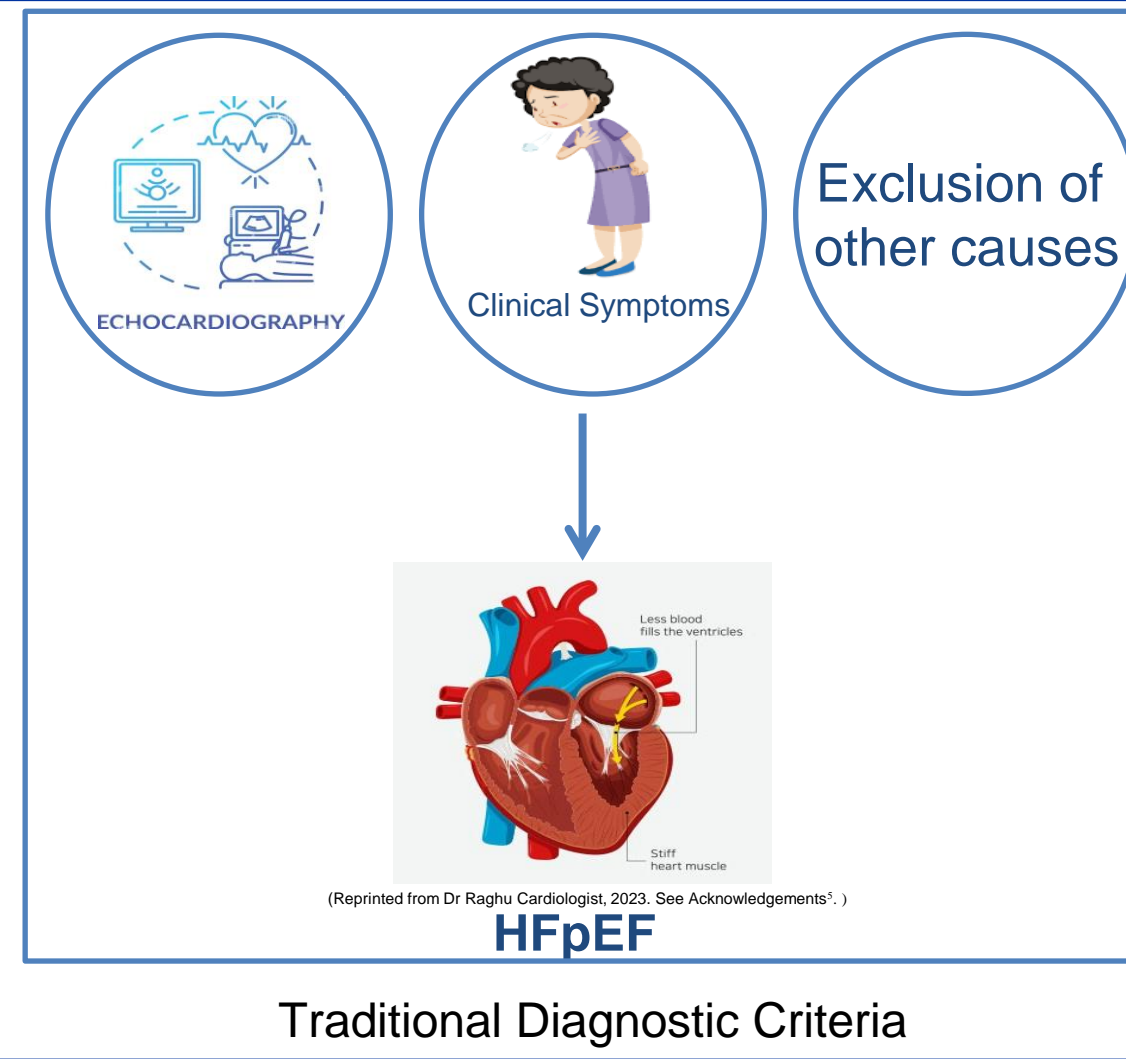 ECHOCARDIOGRAPHY
Clinical Symptoms
Exclusion of
other causes
Less blood
fills the ventricles
Stiff
heart muscle
(Reprinted from Dr Raghu Cardiologist, 2023. See Acknowledgements⁵. )
HFpEF
Traditional Diagnostic Criteria